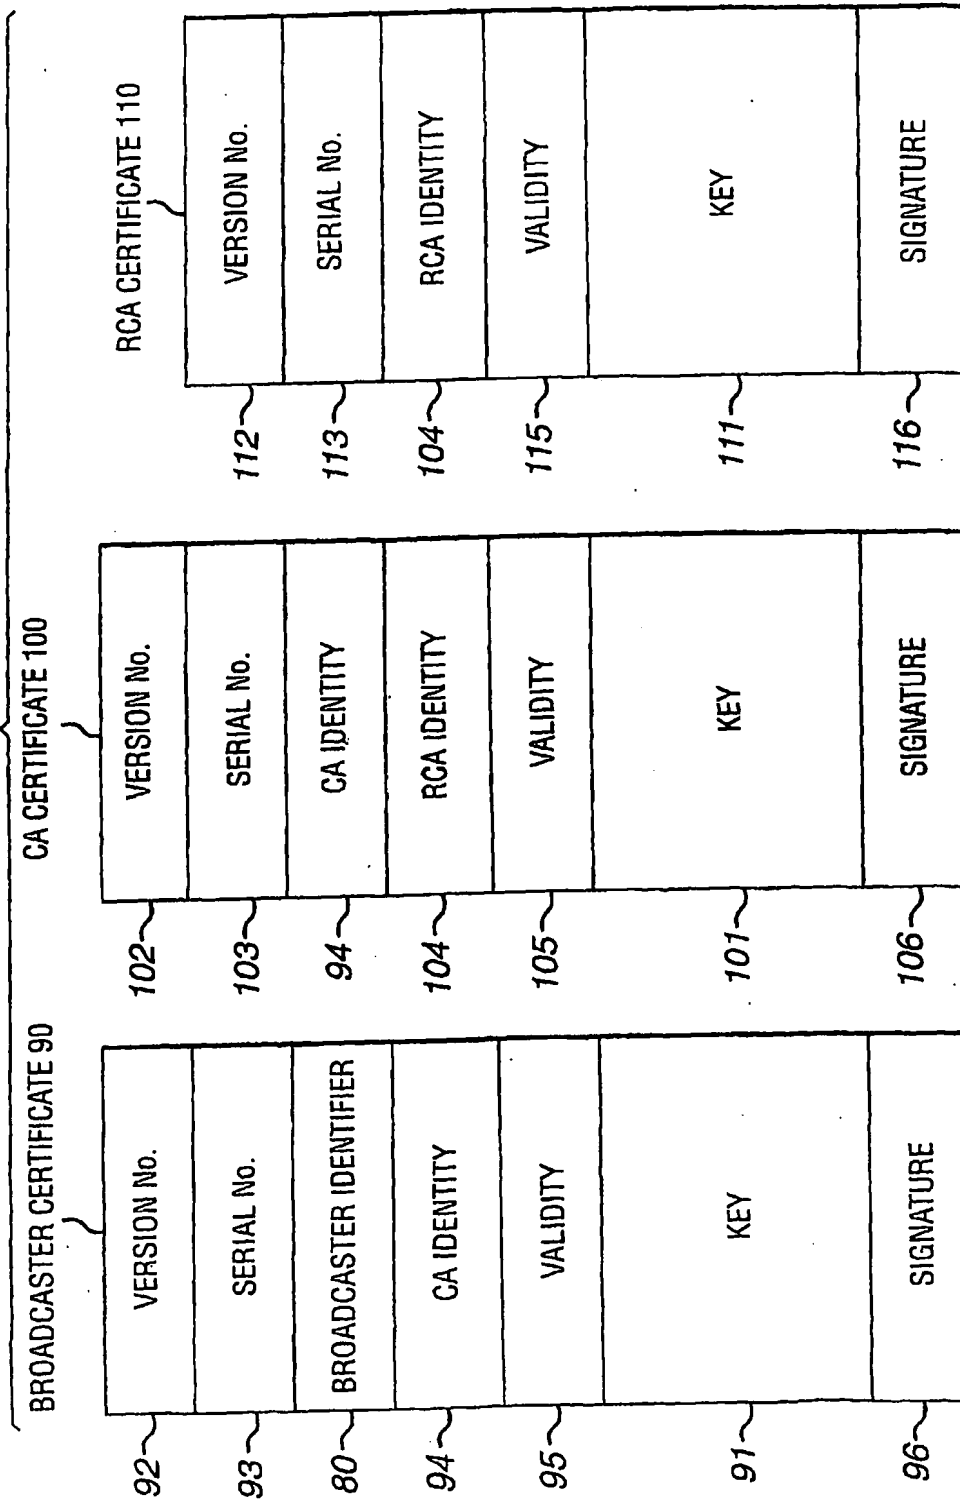 BROADCASTER CERTIFICATE 90
92
VERSION No.
93
SERIAL No.
80
BROADCASTER IDENTIFIER
94
CA IDENTITY
95
VALIDITY
91
KEY
96
SIGNATURE
CA CERTIFICATE 100
102
VERSION No.
103
SERIAL No.
94
CA IDENTITY
104
RCA IDENTITY
105
VALIDITY
101
KEY
106
SIGNATURE
RCA CERTIFICATE 110
112
VERSION No.
113
SERIAL No.
104
RCA IDENTITY
115
VALIDITY
111
KEY
116
SIGNATURE